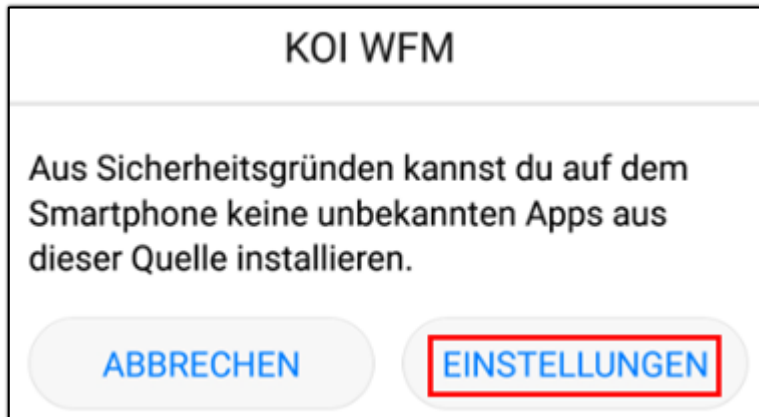 KOI WFM
Aus Sicherheitsgründen kannst du auf dem
Smartphone keine unbekannten Apps aus
dieser Quelle installieren.
ABBRECHEN EINSTELLUNGEN